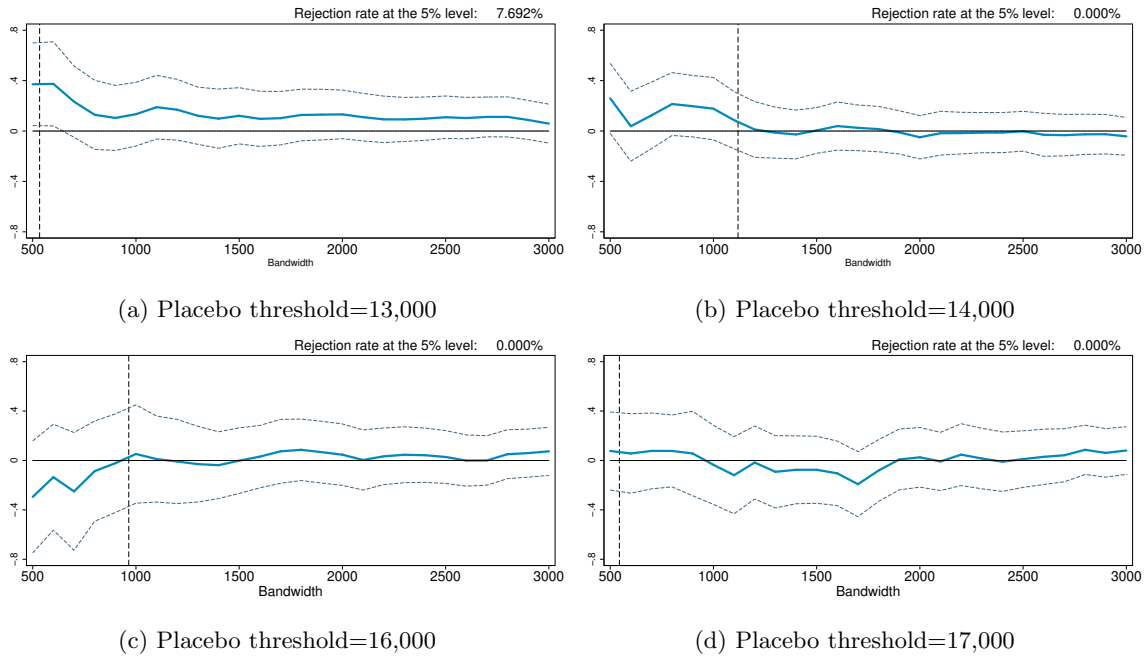 Rejection rate at the 5% level: 7.692%
.8
.4
0
-.4
-.8
500 1000 1500 2000 2500 3000
Bandwidth
(a) Placebo threshold=13,000
Rejection rate at the 5% level: 0.000%
.8
.4
0
-.4
-.8
500 1000 1500 2000 2500 3000
Bandwidth
(b) Placebo threshold=14,000
Rejection rate at the 5% level: 0.000%
.8
.4
0
-.4
-.8
500 1000 1500 2000 2500 3000
Bandwidth
(c) Placebo threshold=16,000
Rejection rate at the 5% level: 0.000%
.8
.4
0
-.4
-.8
500 1000 1500 2000 2500 3000
Bandwidth
(d) Placebo threshold=17,000